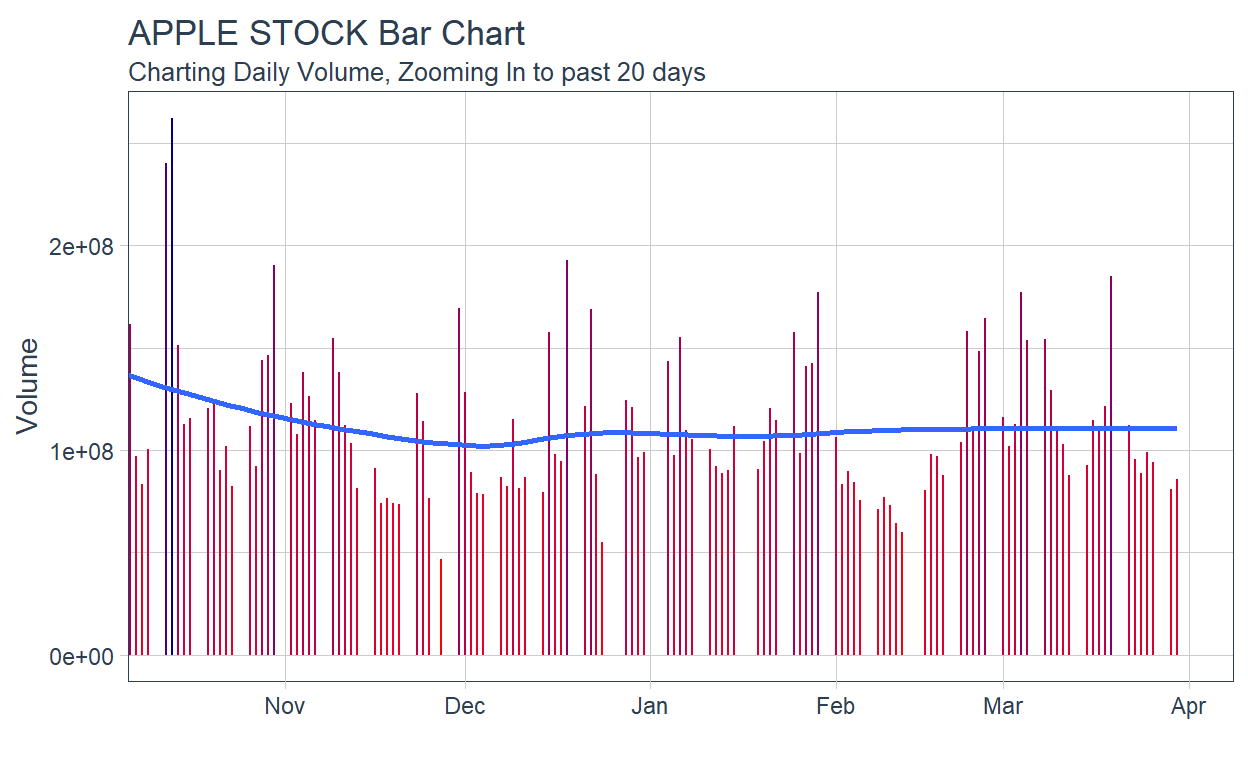 APPLE STOCK Bar Chart
Charting Daily Volume, Zooming In to past 20 days
Volume
2e+08
1e+08
0e+00
Nov Dec Jan Feb Mar Apr